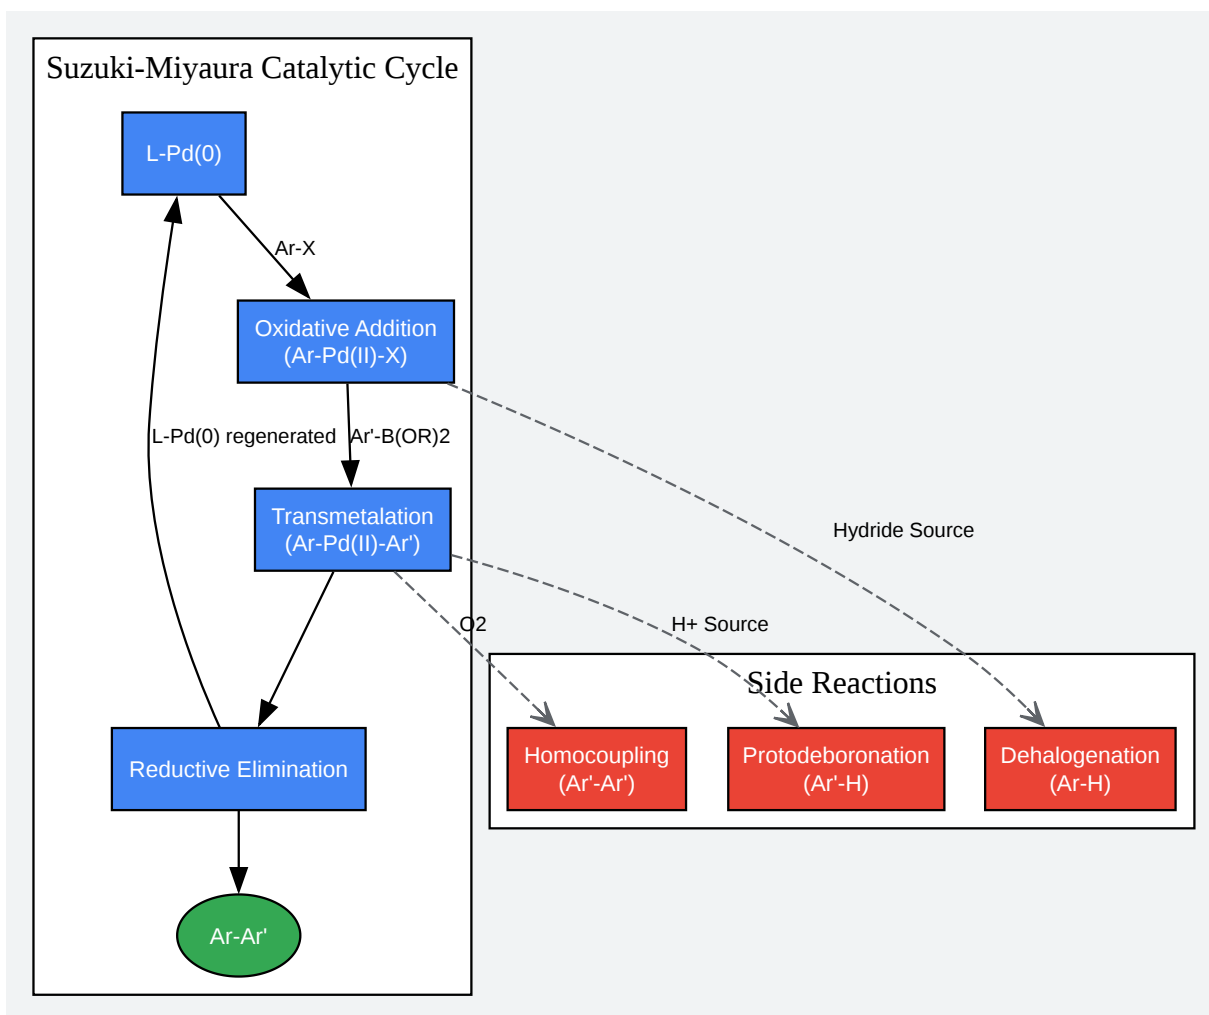 Suzuki-Miyaura Catalytic Cycle
L-Pd(0)
Ar-X
Oxidative Addition
(Ar-Pd(II)-X)
L-Pd(0) regenerated
Ar'-B(OR)2
Transmetalation
(Ar-Pd(II)-Ar')
Hydride Source
O2
H+ Source
Reductive Elimination
Ar-Ar'
Side Reactions
Homocoupling
(Ar'-Ar')
Protodeboronation
(Ar'-H)
Dehalogenation
(Ar-H)